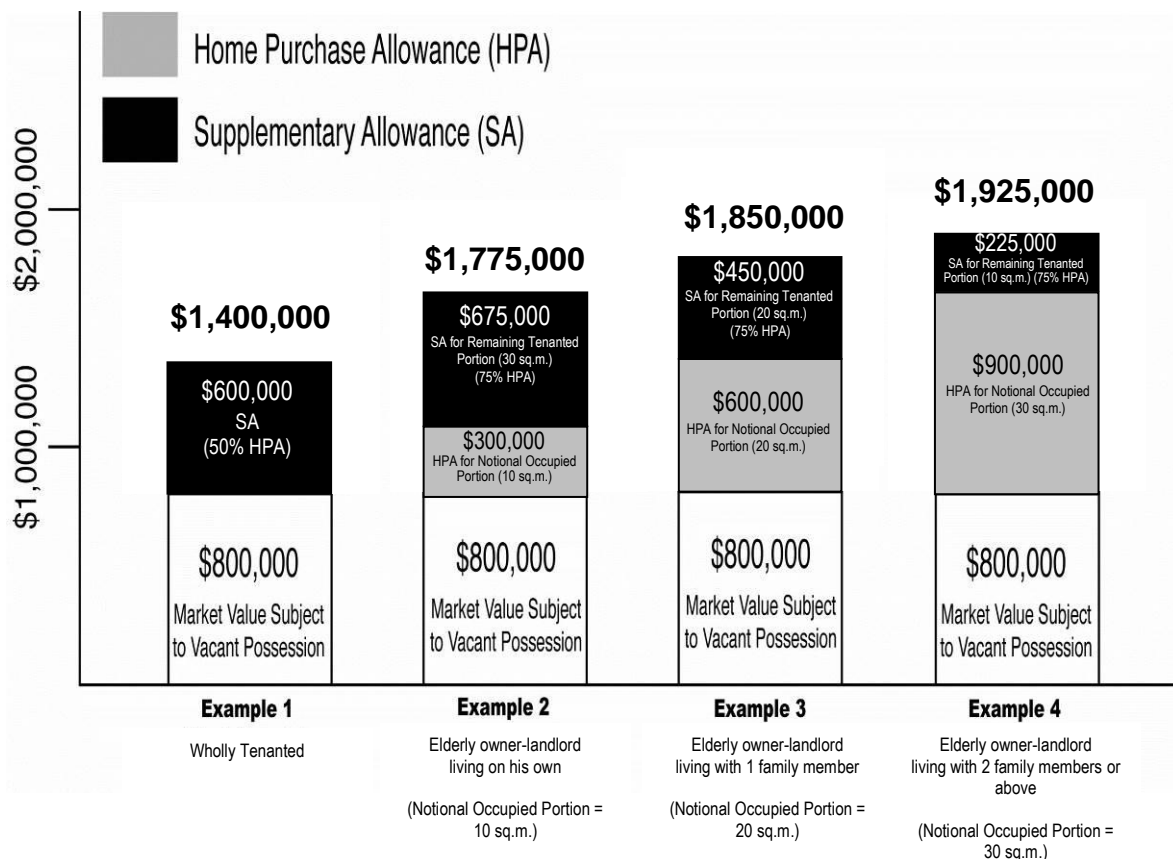 Home Purchase Allowance (HPA)
Supplementary Allowance (SA)
$2,000,000
$1,000,000
$1,400,000
$600,000
SA
(50% HPA)
$800,000
Market Value Subject
to Vacant Possession
Example 1
Wholly Tenanted
$1,775,000
$675,000
SA for Remaining Tenanted
Portion (30 sq.m.)
(75% HPA)
$300,000
HPA for Notional Occupied
Portion (10 sq.m.)
$800,000
Market Value Subject
to Vacant Possession
Example 2
Elderly owner-landlord
living on his own
(Notional Occupied Portion =
10 sq.m.)
$1,850,000
$450,000
SA for Remaining Tenanted
Portion (20 sq.m.)
(75% HPA)
$600,000
HPA for Notional Occupied
Portion (20 sq.m.)
$800,000
Market Value Subject
to Vacant Possession
Example 3
Elderly owner-landlord
living with 1 family member
(Notional Occupied Portion =
20 sq.m.)
$1,925,000
$225,000
SA for Remaining Tenanted
Portion (10 sq.m.) (75% HPA)
$900,000
HPA for Notional Occupied
Portion (30 sq.m.)
$800,000
Market Value Subject
to Vacant Possession
Example 4
Elderly owner-landlord
living with 2 family members or
above
(Notional Occupied Portion =
30 sq.m.)